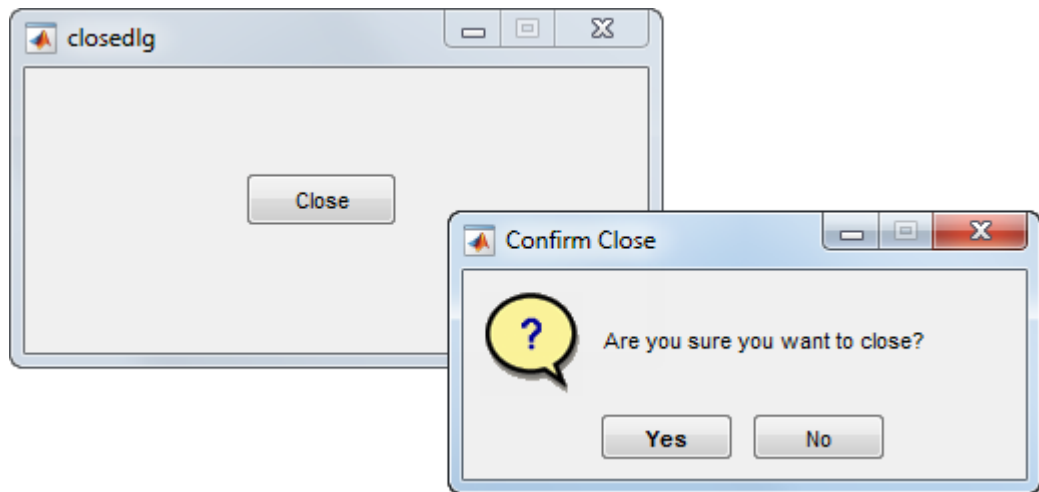 closedlg
Close
Confirm Close
?
Are you sure you want to close?
Yes No